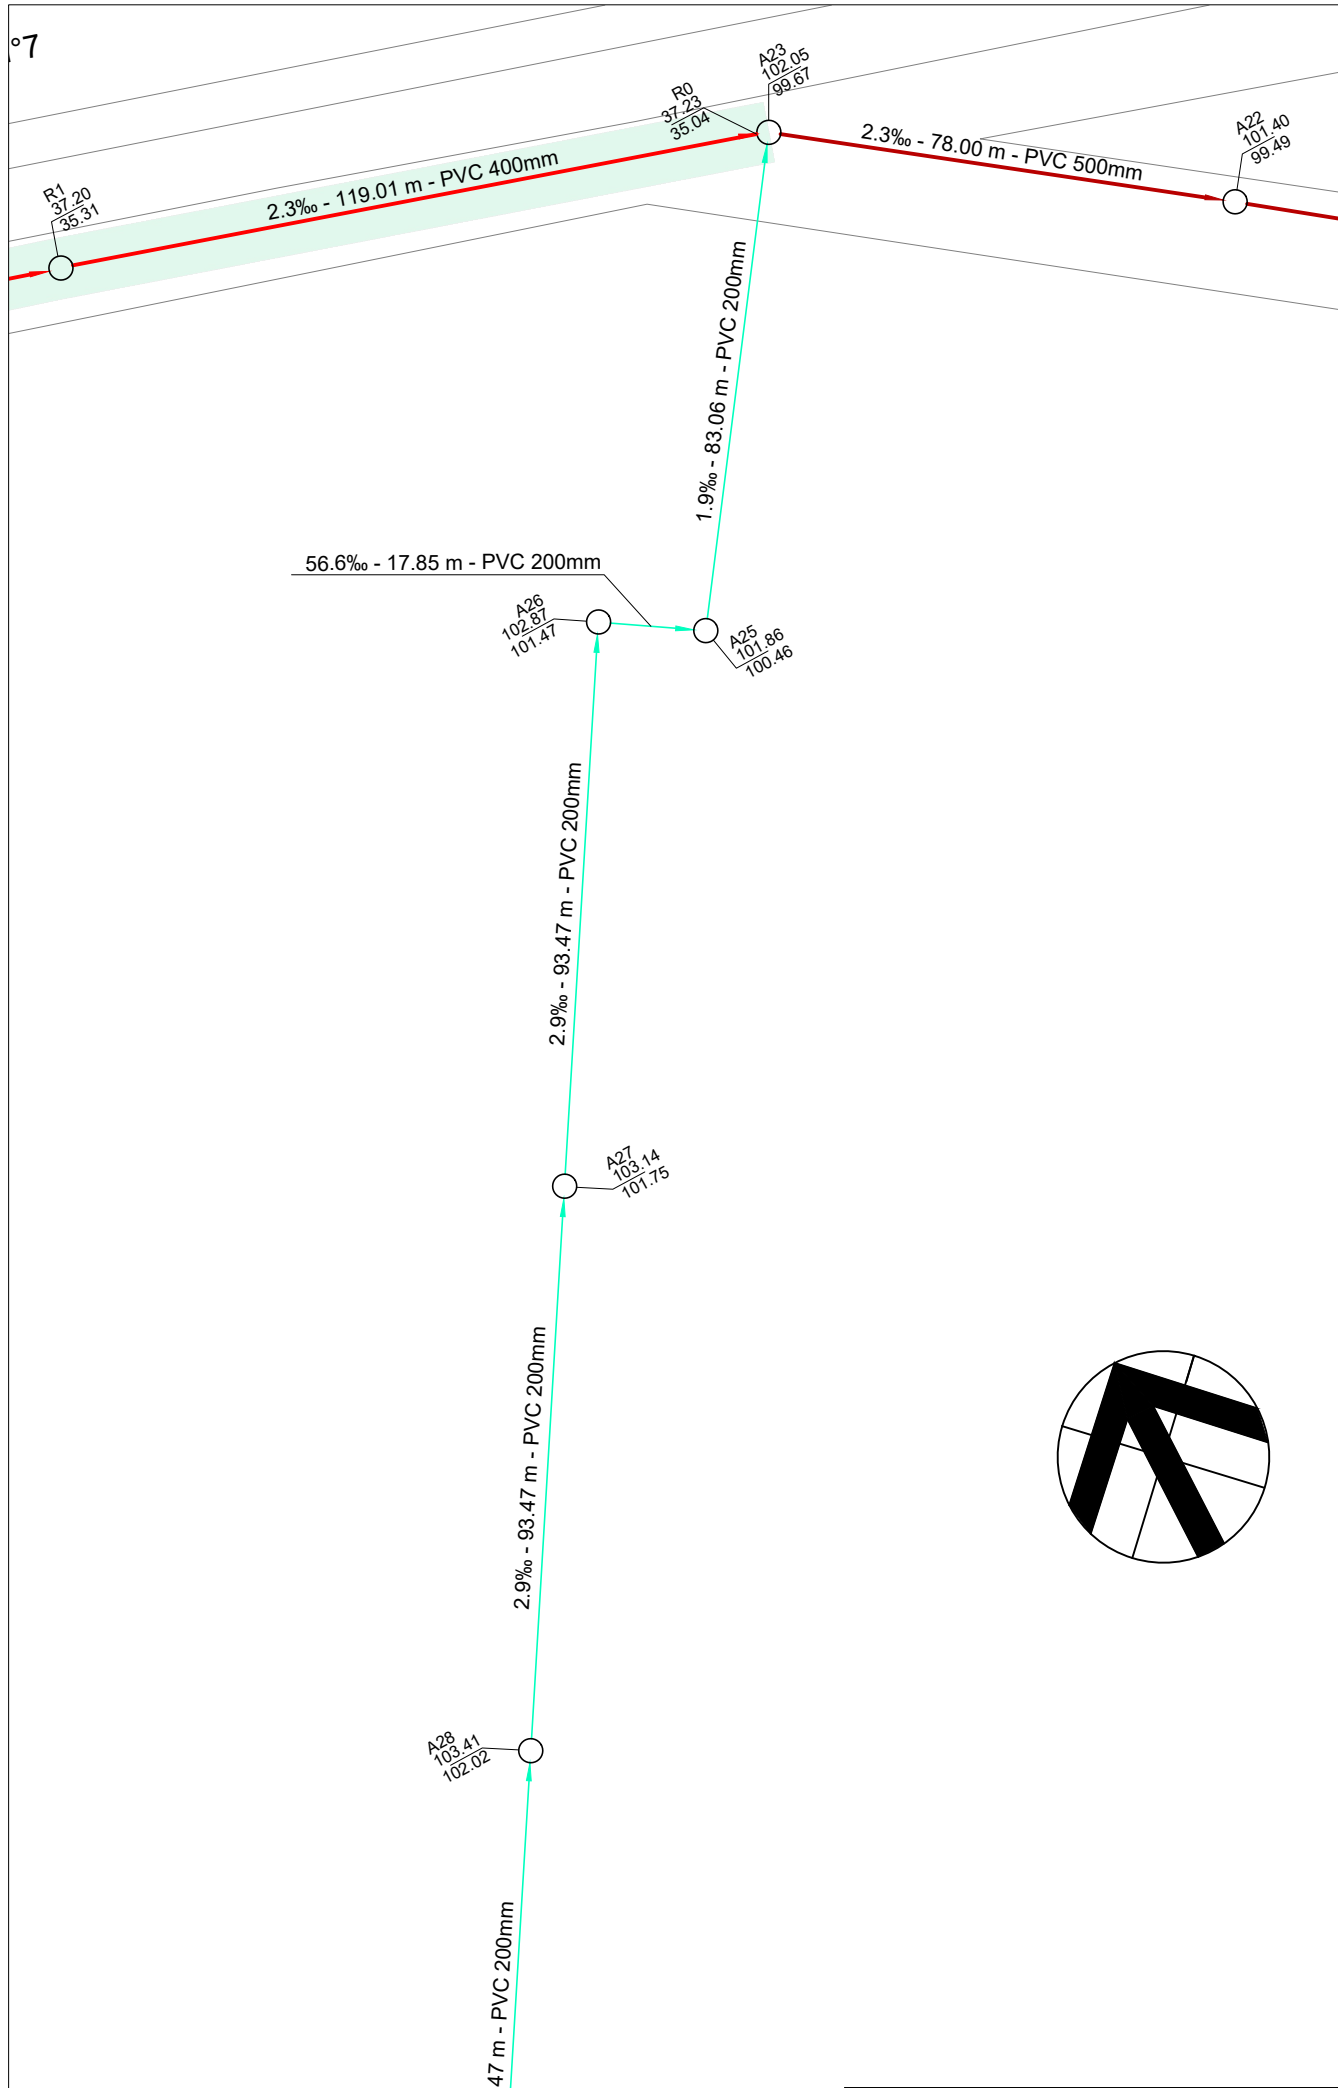 °7
A23
102.05
99.67
R0
37.23
35.04
A22
101.40
99.49
2.3‰ - 78.00 m - PVC 500mm
2.3‰ - 119.01 m - PVC 400mm
R1
37.20
35.31
1.9‰ - 83.06 m - PVC 200mm
56.6‰ - 17.85 m - PVC 200mm
A26
102.87
101.47
A25
101.86
100.46
2.9‰ - 93.47 m - PVC 200mm
A27
103.14
101.75
2.9‰ - 93.47 m - PVC 200mm
A28
103.41
102.02
47 m - PVC 200mm